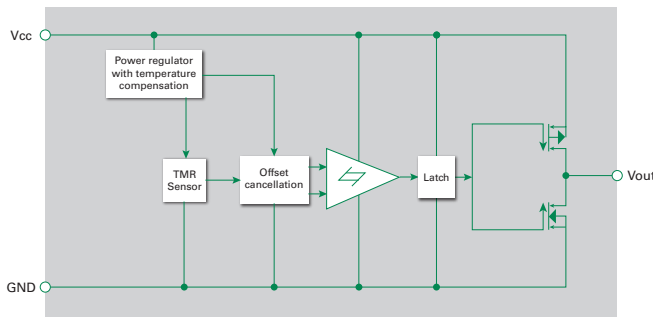 Vcc
Power regulator
with temperature
compensation
TMR
Sensor
Offset
cancellation
Latch
Vout
GND